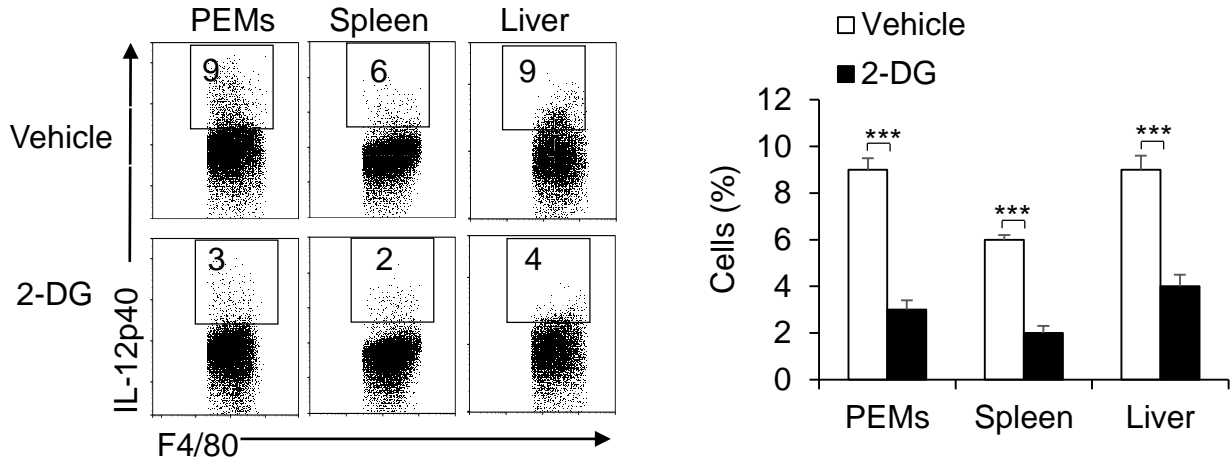 PEMs Spleen Liver
Vehicle
9 6 9
2-DG
3 2 4
IL-12p40
F4/80
Vehicle
2-DG
Cells (%)
12
10
8
6
4
2
0
*** *** ***
PEMs Spleen Liver